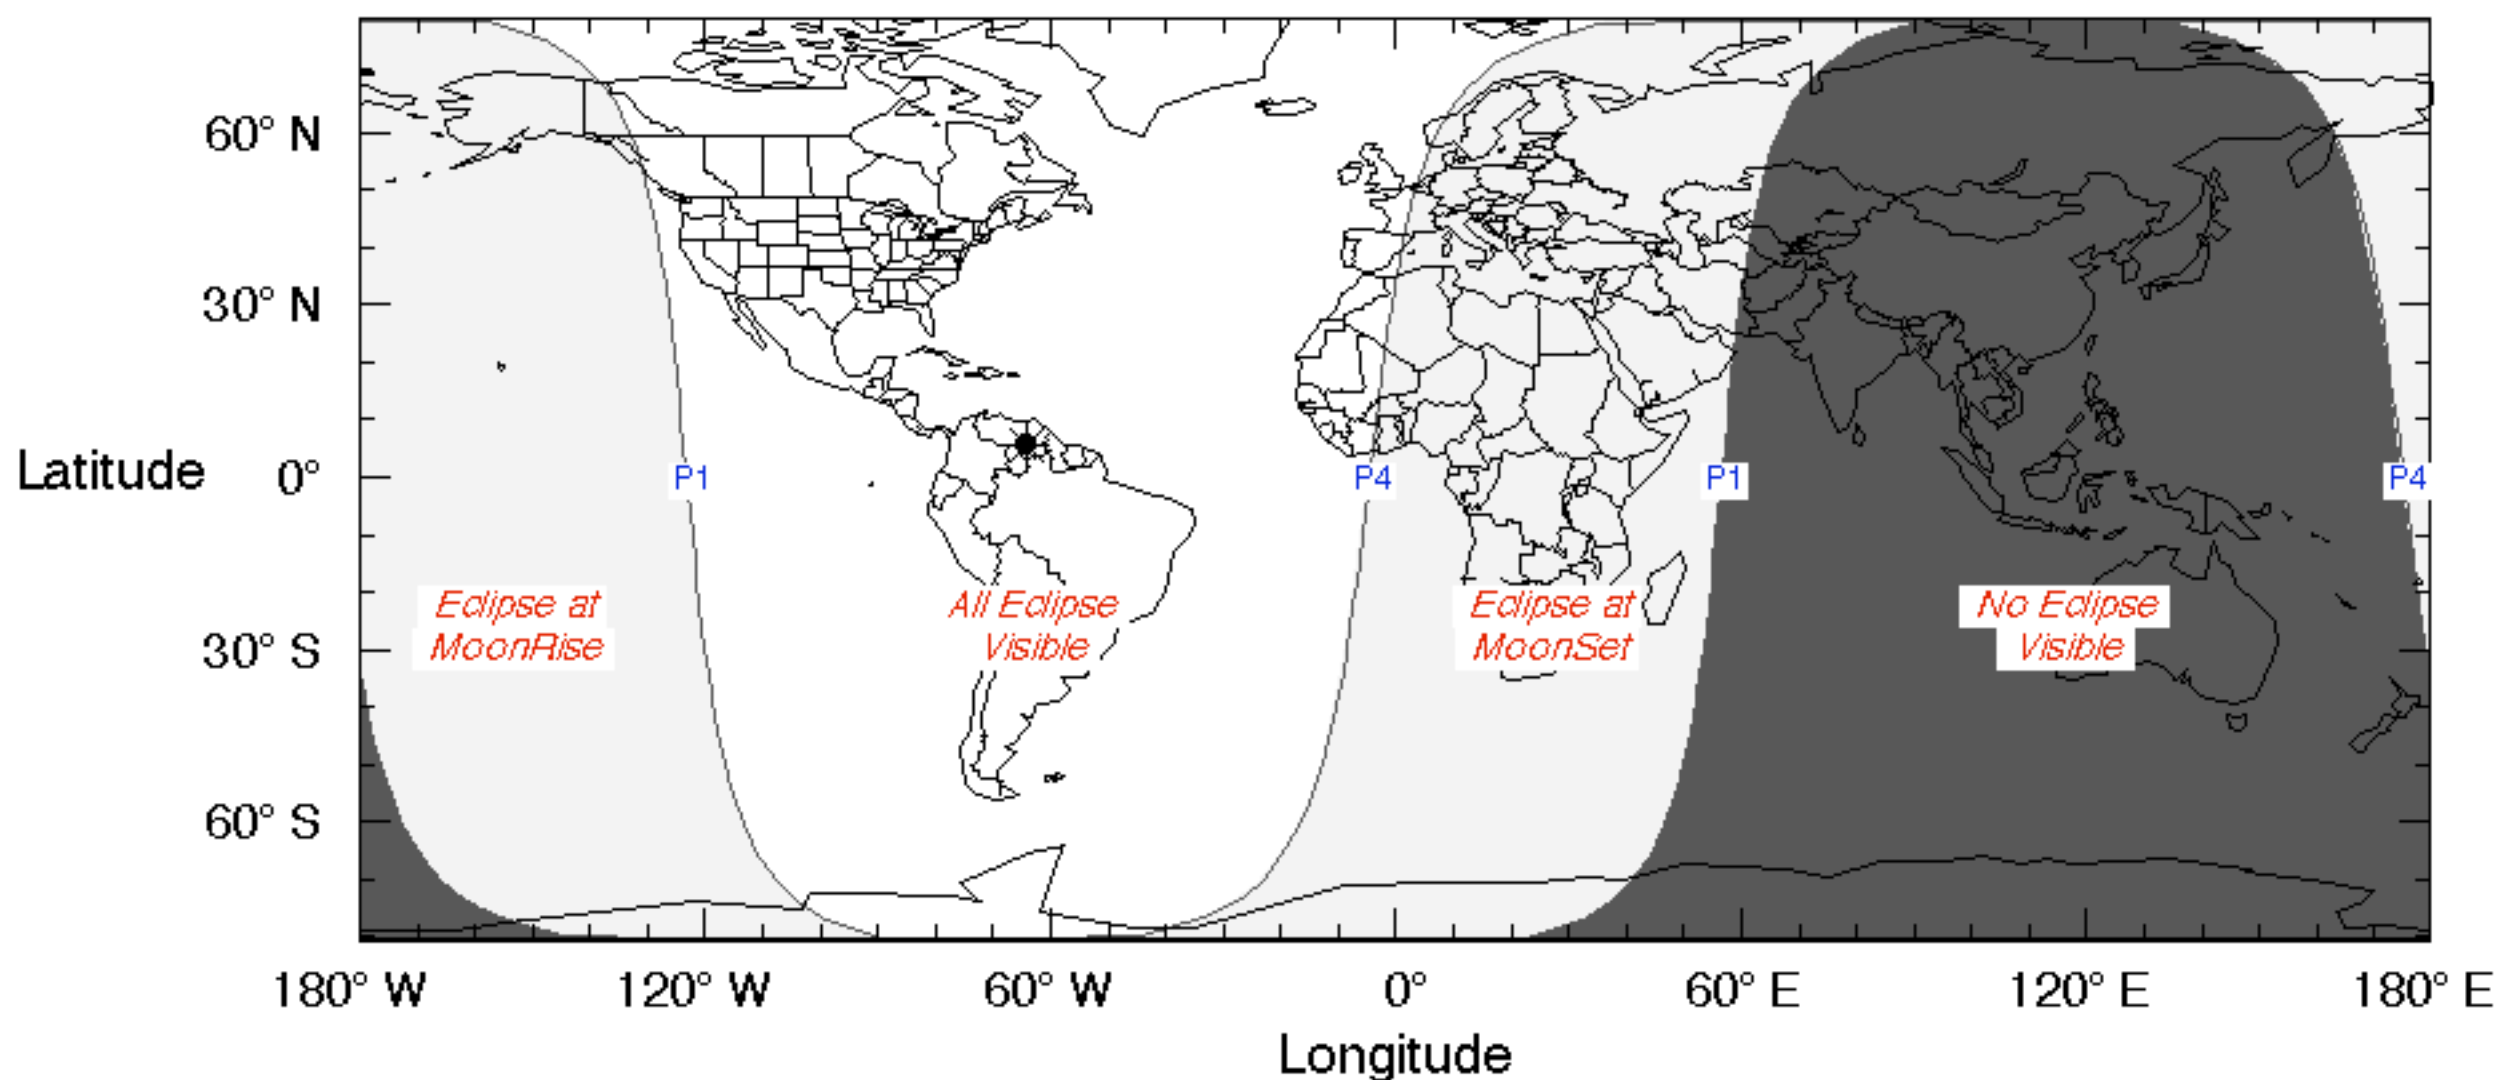 60° N
30° N
Latitude 0°
P1 P4 P1 P4
Eclipse at All Eclipse Eclipse at No Eclipse
MoonRise Visible MoonSet Visible
30° S
60° S
180° W 120° W 60° W 0° 60° E 120° E 180° E
Longitude